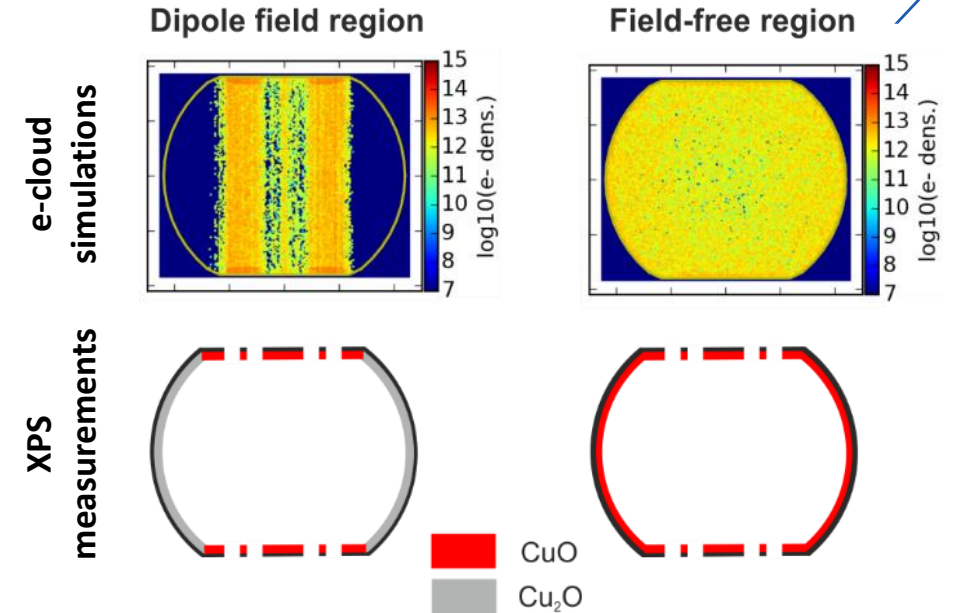 Dipole field region
Field-free region
e-cloud
simulations
15
14
13
12
11
10
9
8
7
log10(e- dens.)
15
14
13
12
11
10
9
8
7
log10(e- dens.)
XPS
measurements
CuO
Cu₂O